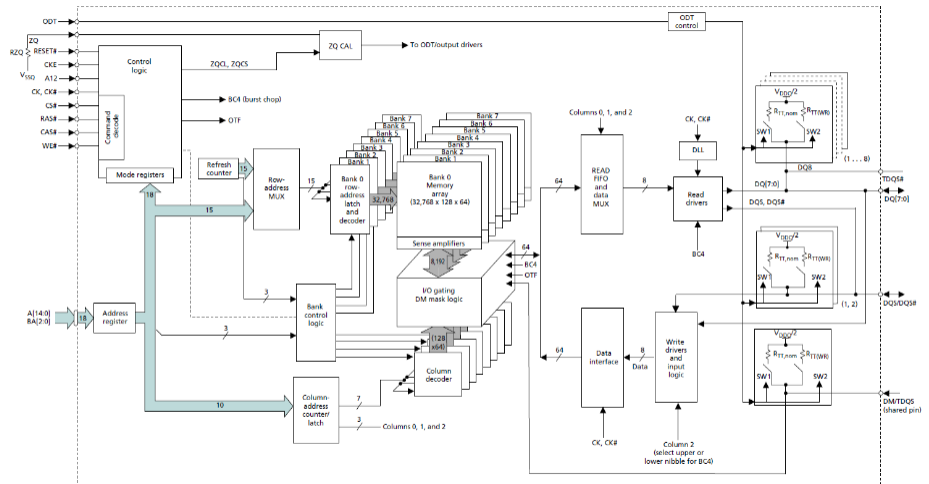 ODT
ODT
control
ZQ
RZQ
VSSQ
RESET#
CKE
A12
CK, CK#
CS#
RAS#
CAS#
WE#
Control
logic
Command
decode
Mode registers
ZQCL, ZQCS
ZQ CAL
To ODT/output drivers
BC4 (burst chop)
OTF
Refresh
counter
15
Row-
address
MUX
15
18
15
Bank 7
Bank 6
Bank 5
Bank 4
Bank 3
Bank 2
Bank 1
Bank 0
row-
address
latch
and
decoder
32,768
Bank 7
Bank 6
Bank 5
Bank 4
Bank 3
Bank 2
Bank 1
Bank 0
Memory
array
(32,768 x 128 x 64)
Sense amplifiers
8,192
64
BC4
OTF
I/O gating
DM mask logic
(128
x64)
Column
decoder
A[14:0]
BA[2:0]
18
Address
register
3
3
Bank
control
logic
10
Column-
address
counter/
latch
7
3
Columns 0, 1, and 2
Columns 0, 1, and 2
64
READ
FIFO
and
data
MUX
8
CK, CK#
DLL
Read
drivers
BC4
DQ8
DQ[7:0]
DQS, DQS#
64
Data
interface
8
Data
Write
drivers
and
input
logic
CK, CK#
Column 2
(select upper or
lower nibble for BC4)
VDDQ/2
RTT,nom
RTT(WR)
SW1
SW2
(1 . . . 8)
TDQS#
DQ[7:0]
VDDQ/2
RTT,nom
RTT(WR)
SW1
SW2
(1, 2)
DQS/DQS#
VDDQ/2
RTT,nom
RTT(WR)
SW1
SW2
DM/TDQS
(shared pin)